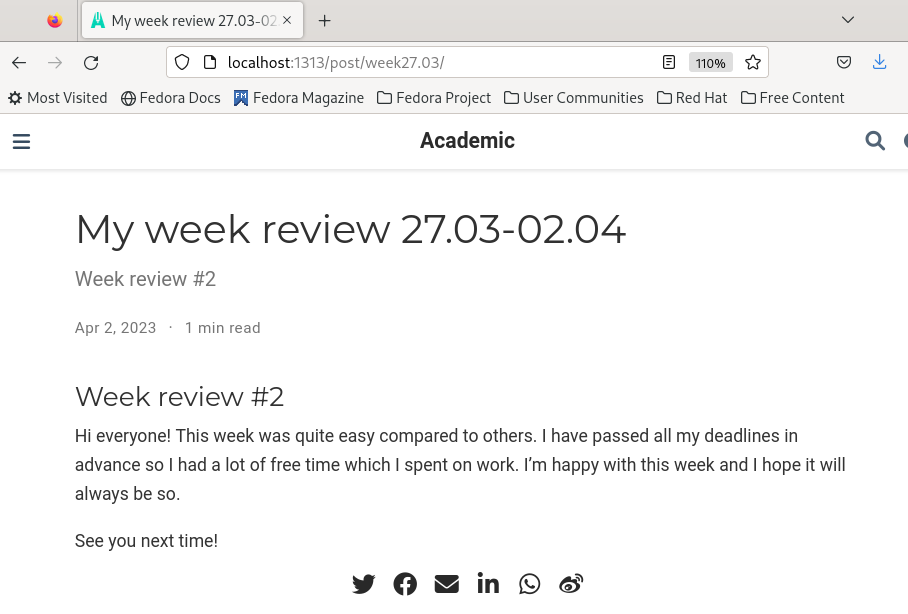 My week review 27.03-02
localhost:1313/post/week27.03/
110%
Most Visited
Fedora Docs
FM
Fedora Magazine
Fedora Project
User Communities
Red Hat
Free Content
Academic
My week review 27.03-02.04
Week review #2
Apr 2, 2023 · 1 min read
Week review #2
Hi everyone! This week was quite easy compared to others. I have passed all my deadlines in
advance so I had a lot of free time which I spent on work. I’m happy with this week and I hope it will
always be so.
See you next time!